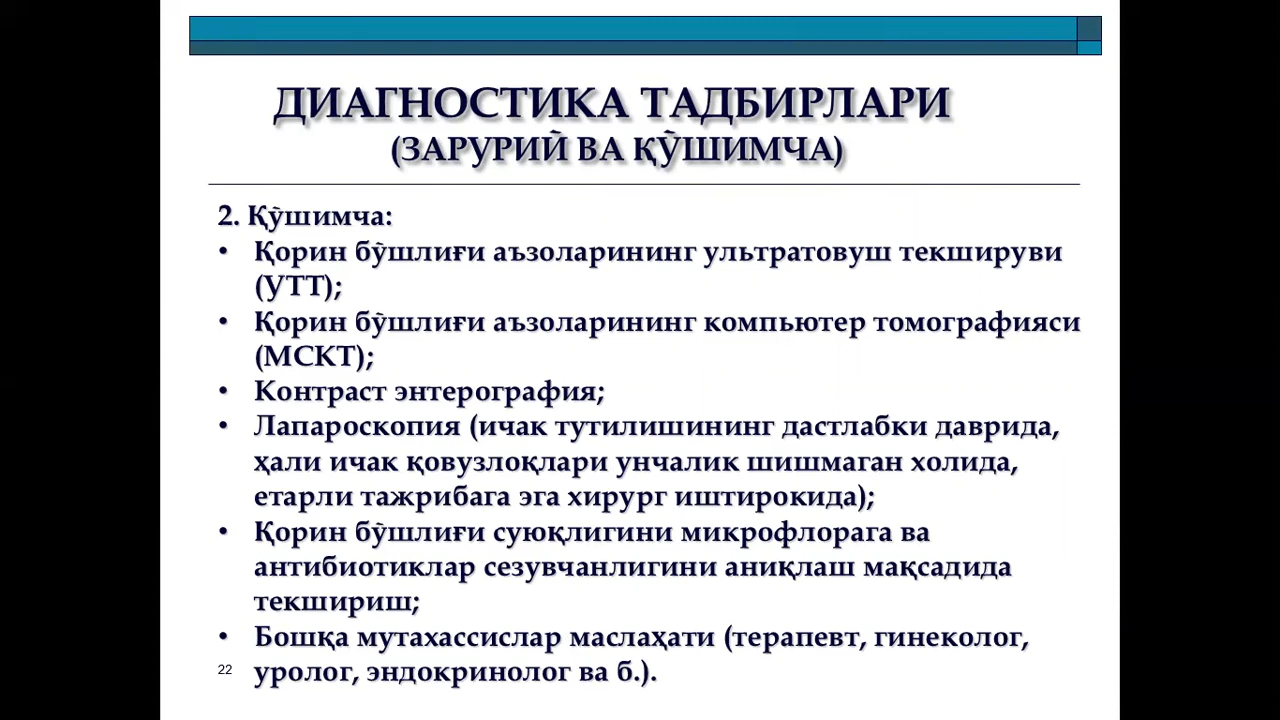 ДИАГНОСТИКА ТАДБИРЛАРИ
(ЗАРУРИЙ ВА ҚЎШИМЧА)
2. Қўшимча:
• Қорин бўшлиғи аъзоларининг ультратовуш текшируви
(УТТ);
• Қорин бўшлиғи аъзоларининг компьютер томографияси
(МСКТ);
• Контраст энтерография;
• Лапароскопия (ичак тутилишининг дастлабки даврида,
ҳали ичак қовузлоқлари унчалик шишмаган холида,
етарли тажрибага эга хирург иштирокида);
• Қорин бўшлиғи суюқлигини микрофлорага ва
антибиотиклар сезувчанлигини аниқлаш мақсадида
текшириш;
• Бошқа мутахассислар маслаҳати (терапевт, гинеколог,
уролог, эндокринолог ва б.).
22